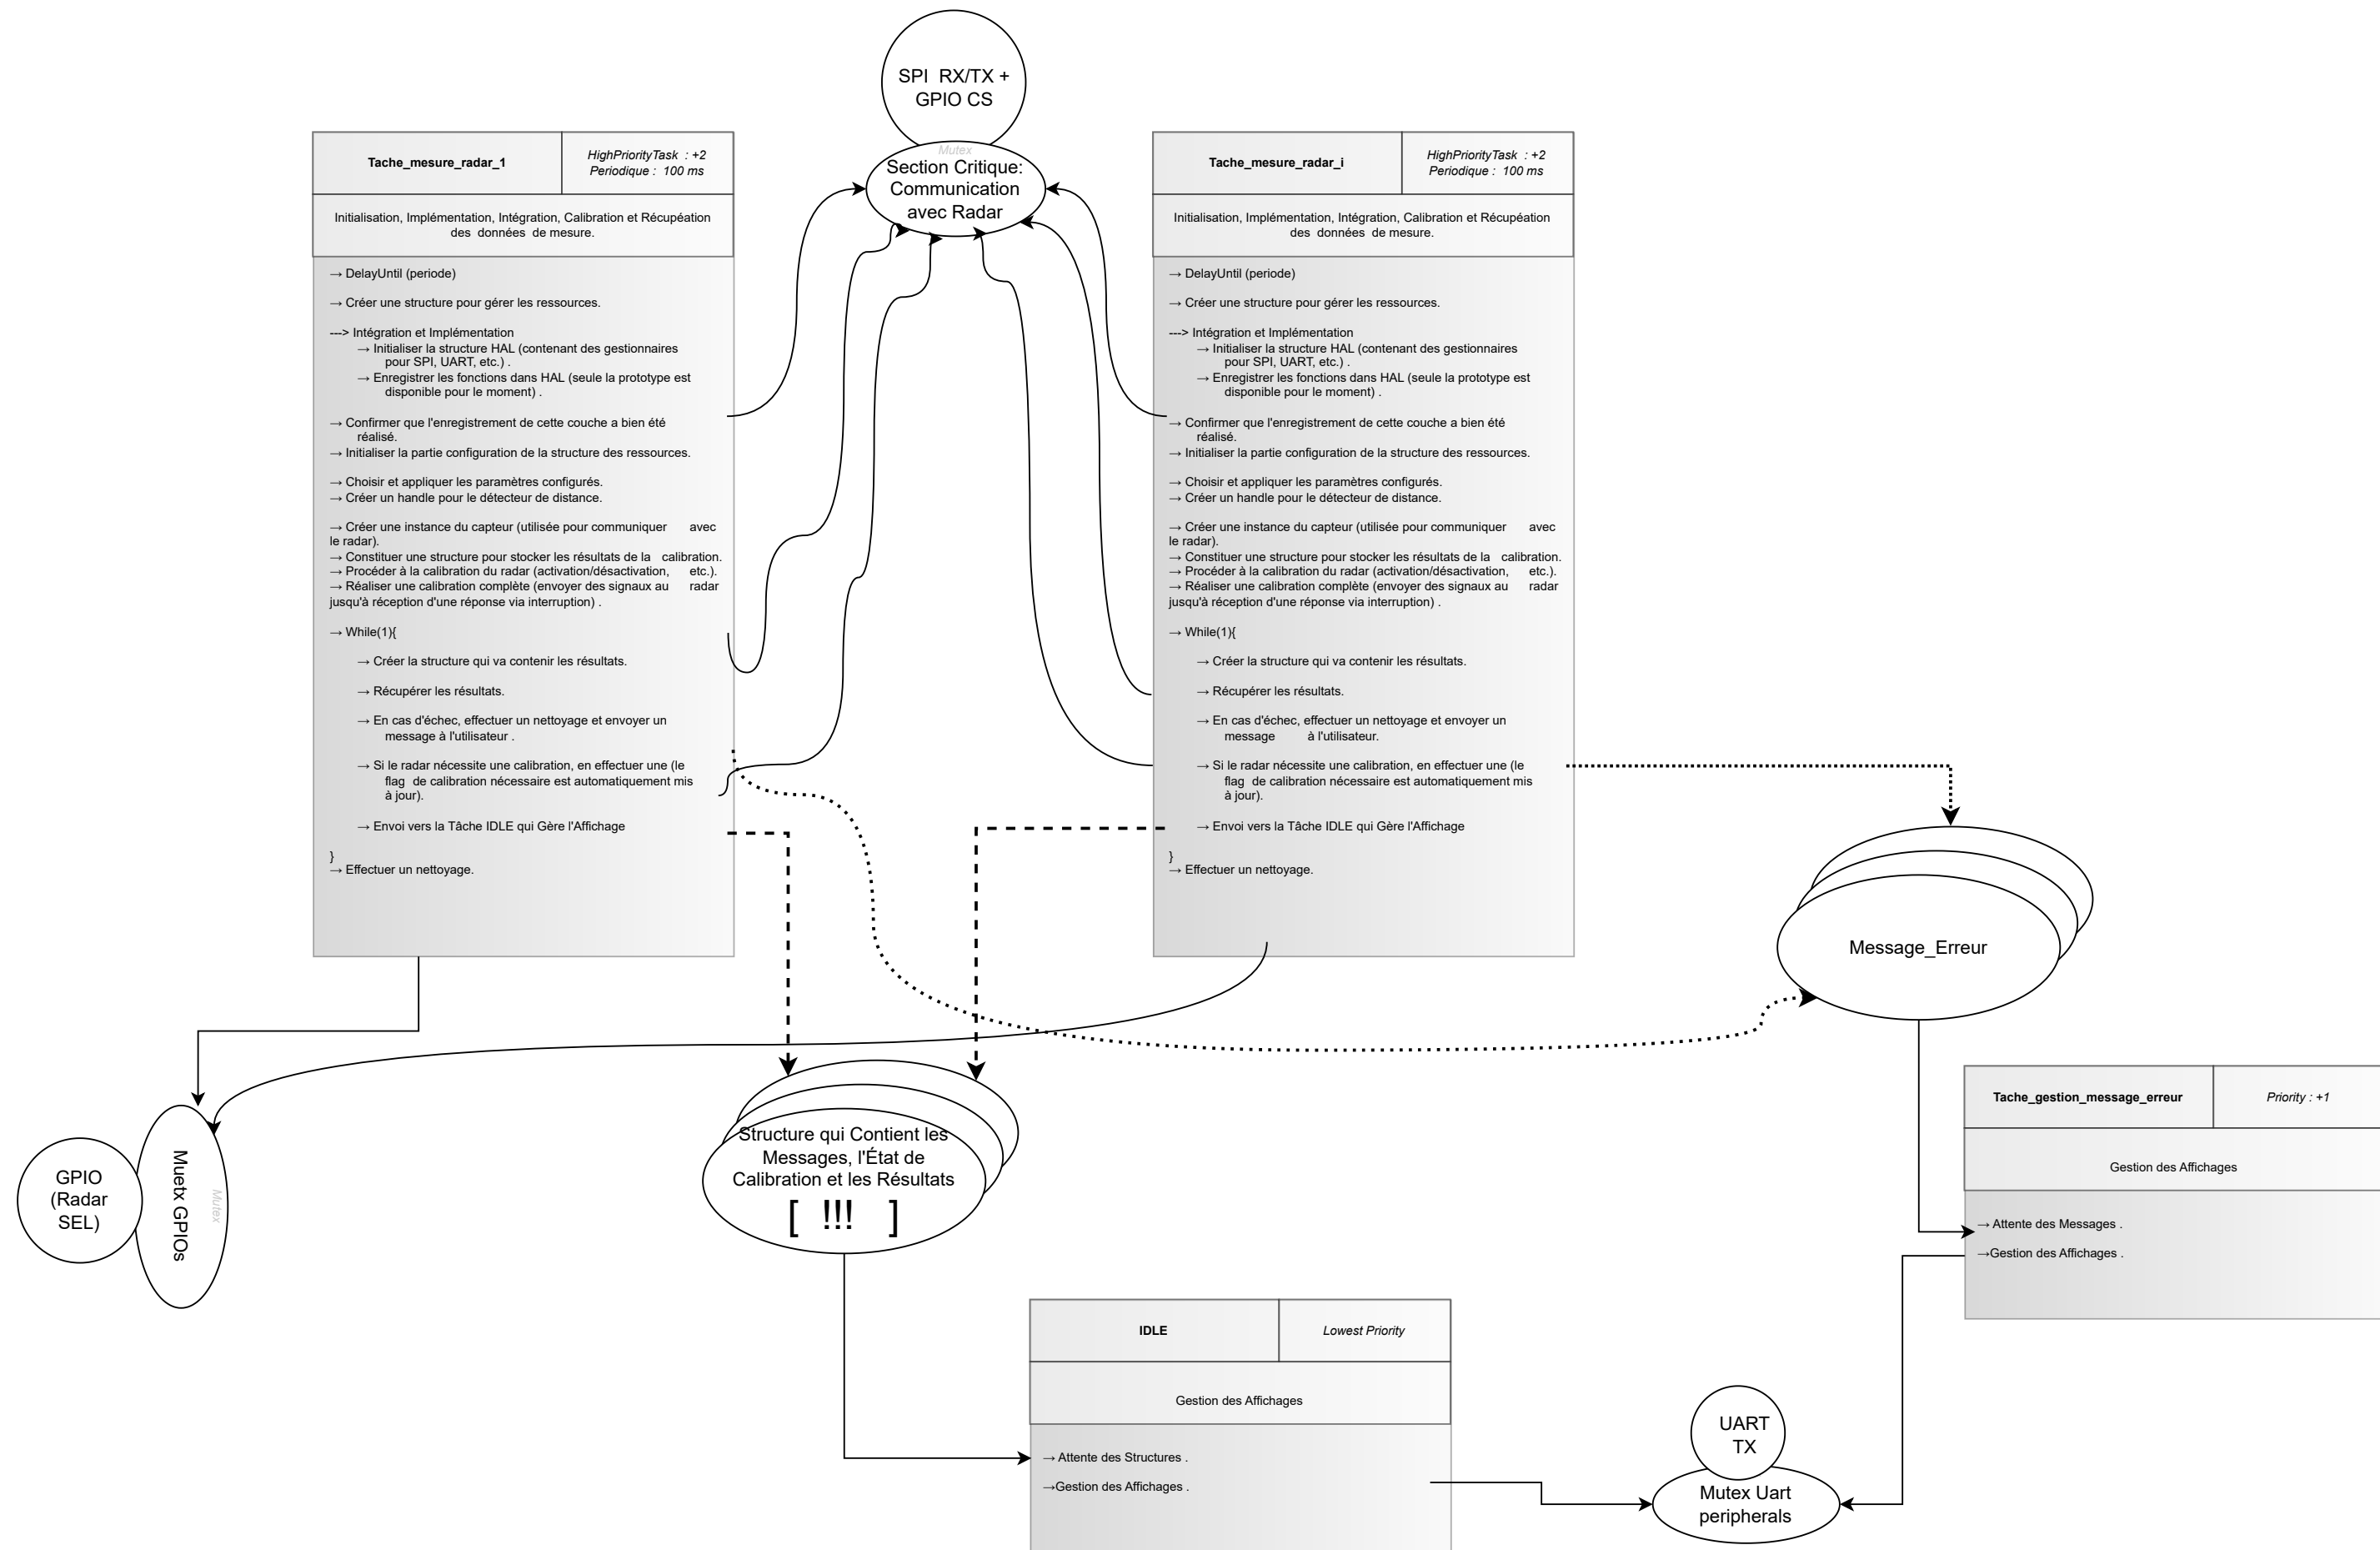 SPI RX/TX +
GPIO CS
Mutex
Section Critique:
Communication
avec Radar
Tache_mesure_radar_1
HighPriorityTask : +2
Periodique : 100 ms
Initialisation, Implémentation, Intégration, Calibration et Récupéation
des données de mesure.
→ DelayUntil (periode)
→ Créer une structure pour gérer les ressources.
---> Intégration et Implémentation
→ Initialiser la structure HAL (contenant des gestionnaires
pour SPI, UART, etc.) .
→ Enregistrer les fonctions dans HAL (seule la prototype est
disponible pour le moment) .
→ Confirmer que l'enregistrement de cette couche a bien été
réalisé.
→ Initialiser la partie configuration de la structure des ressources.
→ Choisir et appliquer les paramètres configurés.
→ Créer un handle pour le détecteur de distance.
→ Créer une instance du capteur (utilisée pour communiquer avec
le radar).
→ Constituer une structure pour stocker les résultats de la calibration.
→ Procéder à la calibration du radar (activation/désactivation, etc.).
→ Réaliser une calibration complète (envoyer des signaux au radar
jusqu'à réception d'une réponse via interruption) .
→ While(1){
→ Créer la structure qui va contenir les résultats.
→ Récupérer les résultats.
→ En cas d'échec, effectuer un nettoyage et envoyer un
message à l'utilisateur .
→ Si le radar nécessite une calibration, en effectuer une (le
flag de calibration nécessaire est automatiquement mis
à jour).
→ Envoi vers la Tâche IDLE qui Gère l'Affichage
}
→ Effectuer un nettoyage.
Tache_mesure_radar_i
HighPriorityTask : +2
Periodique : 100 ms
Initialisation, Implémentation, Intégration, Calibration et Récupéation
des données de mesure.
→ DelayUntil (periode)
→ Créer une structure pour gérer les ressources.
---> Intégration et Implémentation
→ Initialiser la structure HAL (contenant des gestionnaires
pour SPI, UART, etc.) .
→ Enregistrer les fonctions dans HAL (seule la prototype est
disponible pour le moment) .
→ Confirmer que l'enregistrement de cette couche a bien été
réalisé.
→ Initialiser la partie configuration de la structure des ressources.
→ Choisir et appliquer les paramètres configurés.
→ Créer un handle pour le détecteur de distance.
→ Créer une instance du capteur (utilisée pour communiquer avec
le radar).
→ Constituer une structure pour stocker les résultats de la calibration.
→ Procéder à la calibration du radar (activation/désactivation, etc.).
→ Réaliser une calibration complète (envoyer des signaux au radar
jusqu'à réception d'une réponse via interruption) .
→ While(1){
→ Créer la structure qui va contenir les résultats.
→ Récupérer les résultats.
→ En cas d'échec, effectuer un nettoyage et envoyer un
message à l'utilisateur.
→ Si le radar nécessite une calibration, en effectuer une (le
flag de calibration nécessaire est automatiquement mis
à jour).
→ Envoi vers la Tâche IDLE qui Gère l'Affichage
}
→ Effectuer un nettoyage.
Message_Erreur
GPIO
(Radar
SEL)
Muetx GPIOs
Mutex
Structure qui Contient les
Messages, l'État de
Calibration et les Résultats
[ !!! ]
Tache_gestion_message_erreur
Priority : +1
Gestion des Affichages
→ Attente des Messages .
→Gestion des Affichages .
IDLE
Lowest Priority
Gestion des Affichages
→ Attente des Structures .
→Gestion des Affichages .
UART
TX
Mutex Uart
peripherals